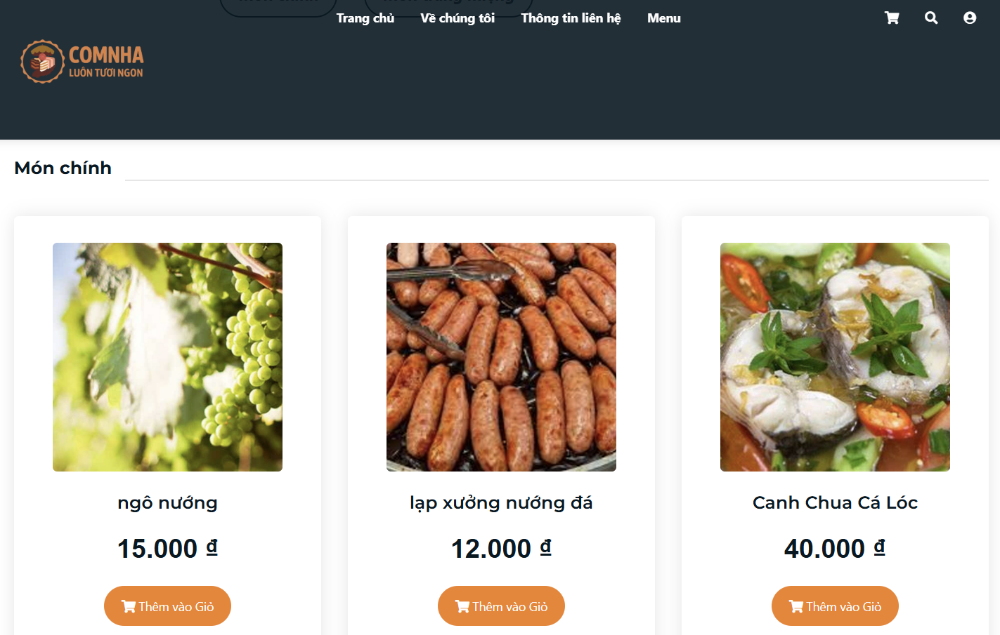 Trang chủ Về chúng tôi Thông tin liên hệ Menu
COMNHA
LUÔN TƯƠI NGON
Món chính
ngô nướng lạp xưởng nướng đá Canh Chua Cá Lóc
15.000 ₫ 12.000 ₫ 40.000 ₫
Thêm vào Giỏ Thêm vào Giỏ Thêm vào Giỏ